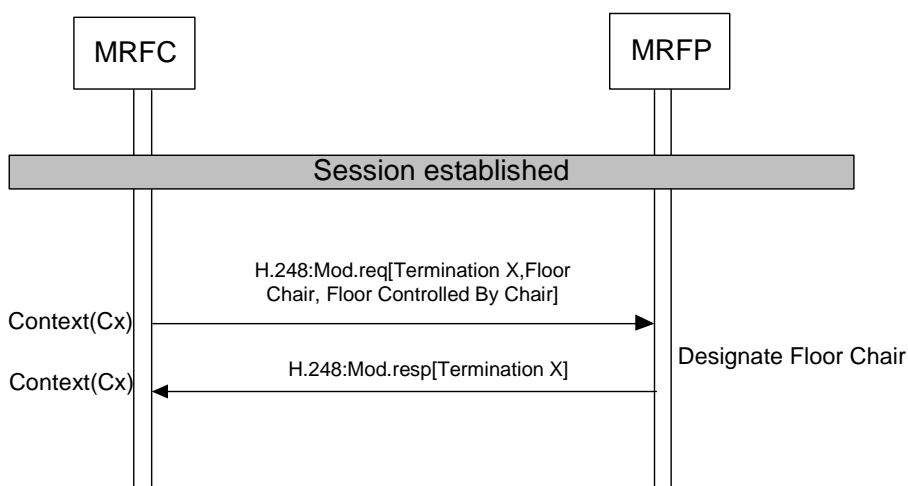 MRFC
MRFP
Session established
H.248:Mod.req[Termination X,Floor
Chair, Floor Controlled By Chair]
Context(Cx)
Designate Floor Chair
H.248:Mod.resp[Termination X]
Context(Cx)